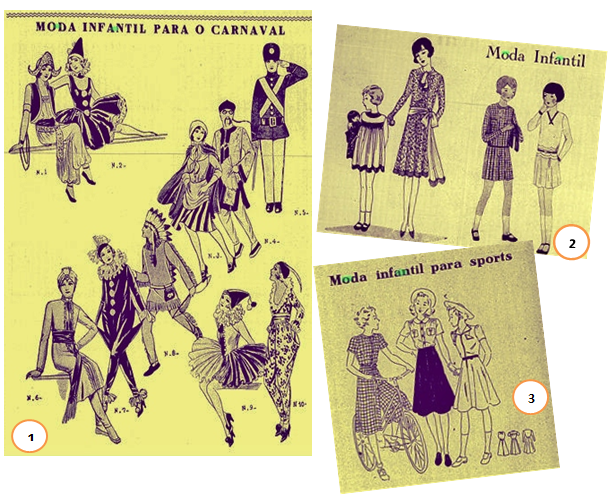 MODA INFANTIL PARA O CARNAVAL
N.1
N.2-
N.5-
N.4-
N.3-
N.8-
N.6-
N.7-
N.9-
N10-
1
Moda Infantil
2
Moda infantil para sports
3